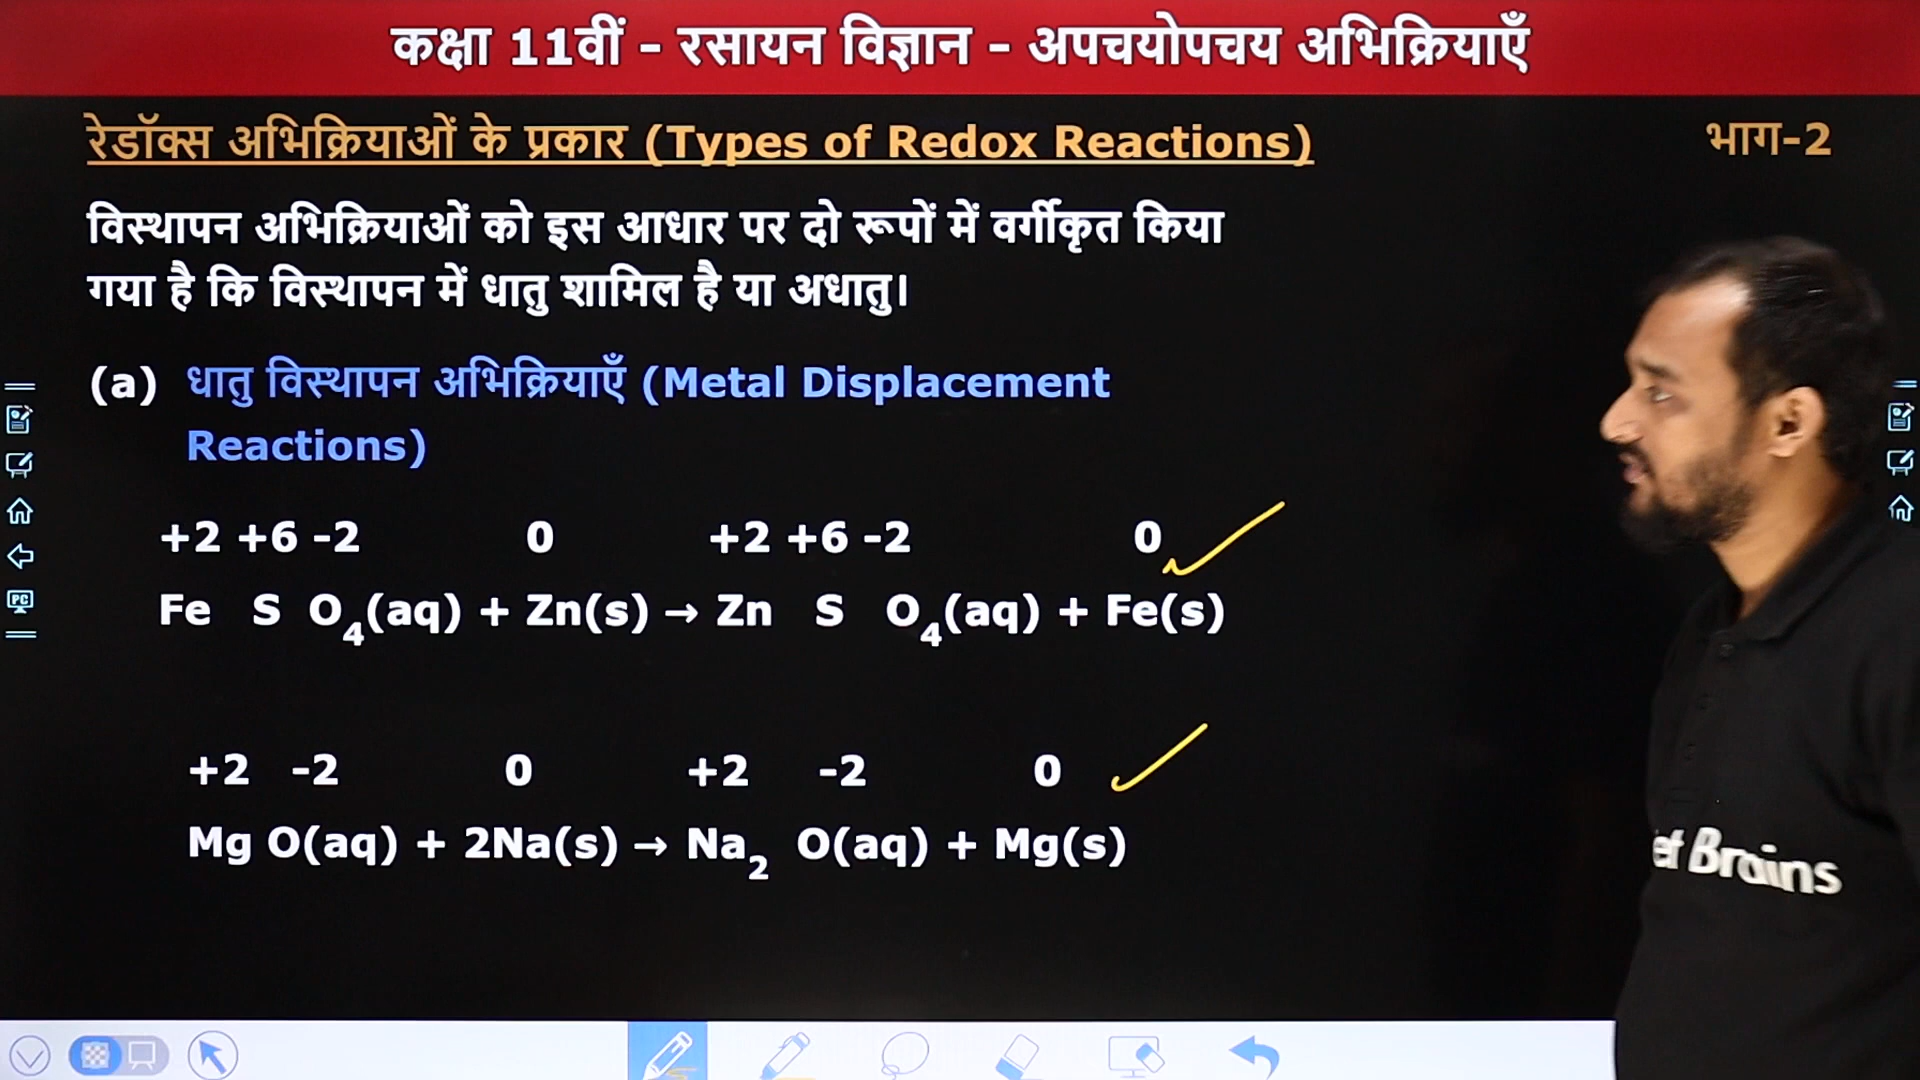 कक्षा 11वीं - रसायन विज्ञान - अपचयोपचय अभिक्रियाएँ
रेडॉक्स अभिक्रियाओं के प्रकार (Types of Redox Reactions)
भाग-2
विस्थापन अभिक्रियाओं को इस आधार पर दो रूपों में वर्गीकृत किया
गया है कि विस्थापन में धातु शामिल है या अधातु।
(a) धातु विस्थापन अभिक्रियाएँ (Metal Displacement
Reactions)
+2 +6 -2 0 +2 +6 -2 0
Fe S O₄(aq) + Zn(s) → Zn S O₄(aq) + Fe(s)
+2 -2 0 +2 -2 0
Mg O(aq) + 2Na(s) → Na₂ O(aq) + Mg(s)
PC
Brains